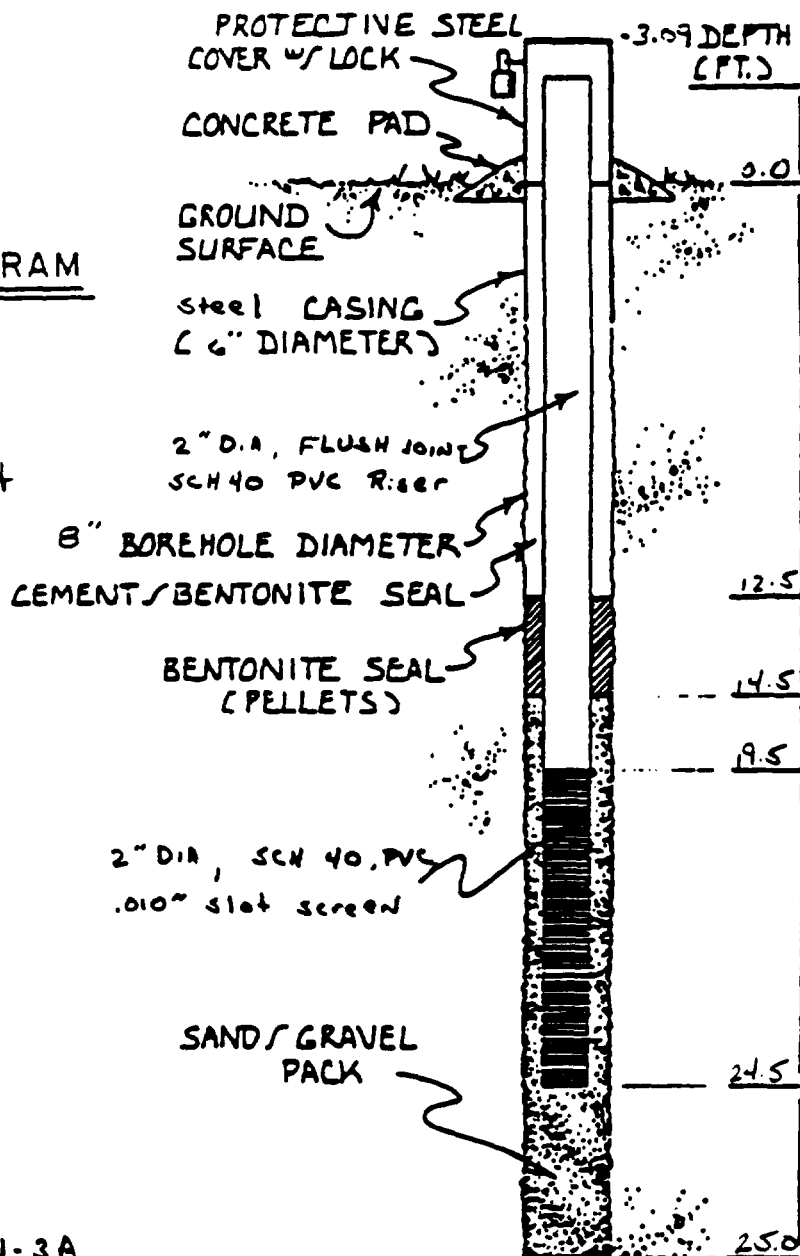 PROTECTIVE STEEL
COVER W/ LOCK
-3.09 DEPTH
(FT.)
CONCRETE PAD
0.0
GROUND
SURFACE
RAM
steel CASING
(6" DIAMETER)
2" DIA, FLUSH JOINT
SCH 40 PVC Riser
8" BOREHOLE DIAMETER
CEMENT/BENTONITE SEAL
12.5
BENTONITE SEAL
(PELLETS)
14.5
19.5
2" DIA, SCH 40, PVC
.010" slot screen
SAND/GRAVEL
PACK
24.5
-3A
25.0